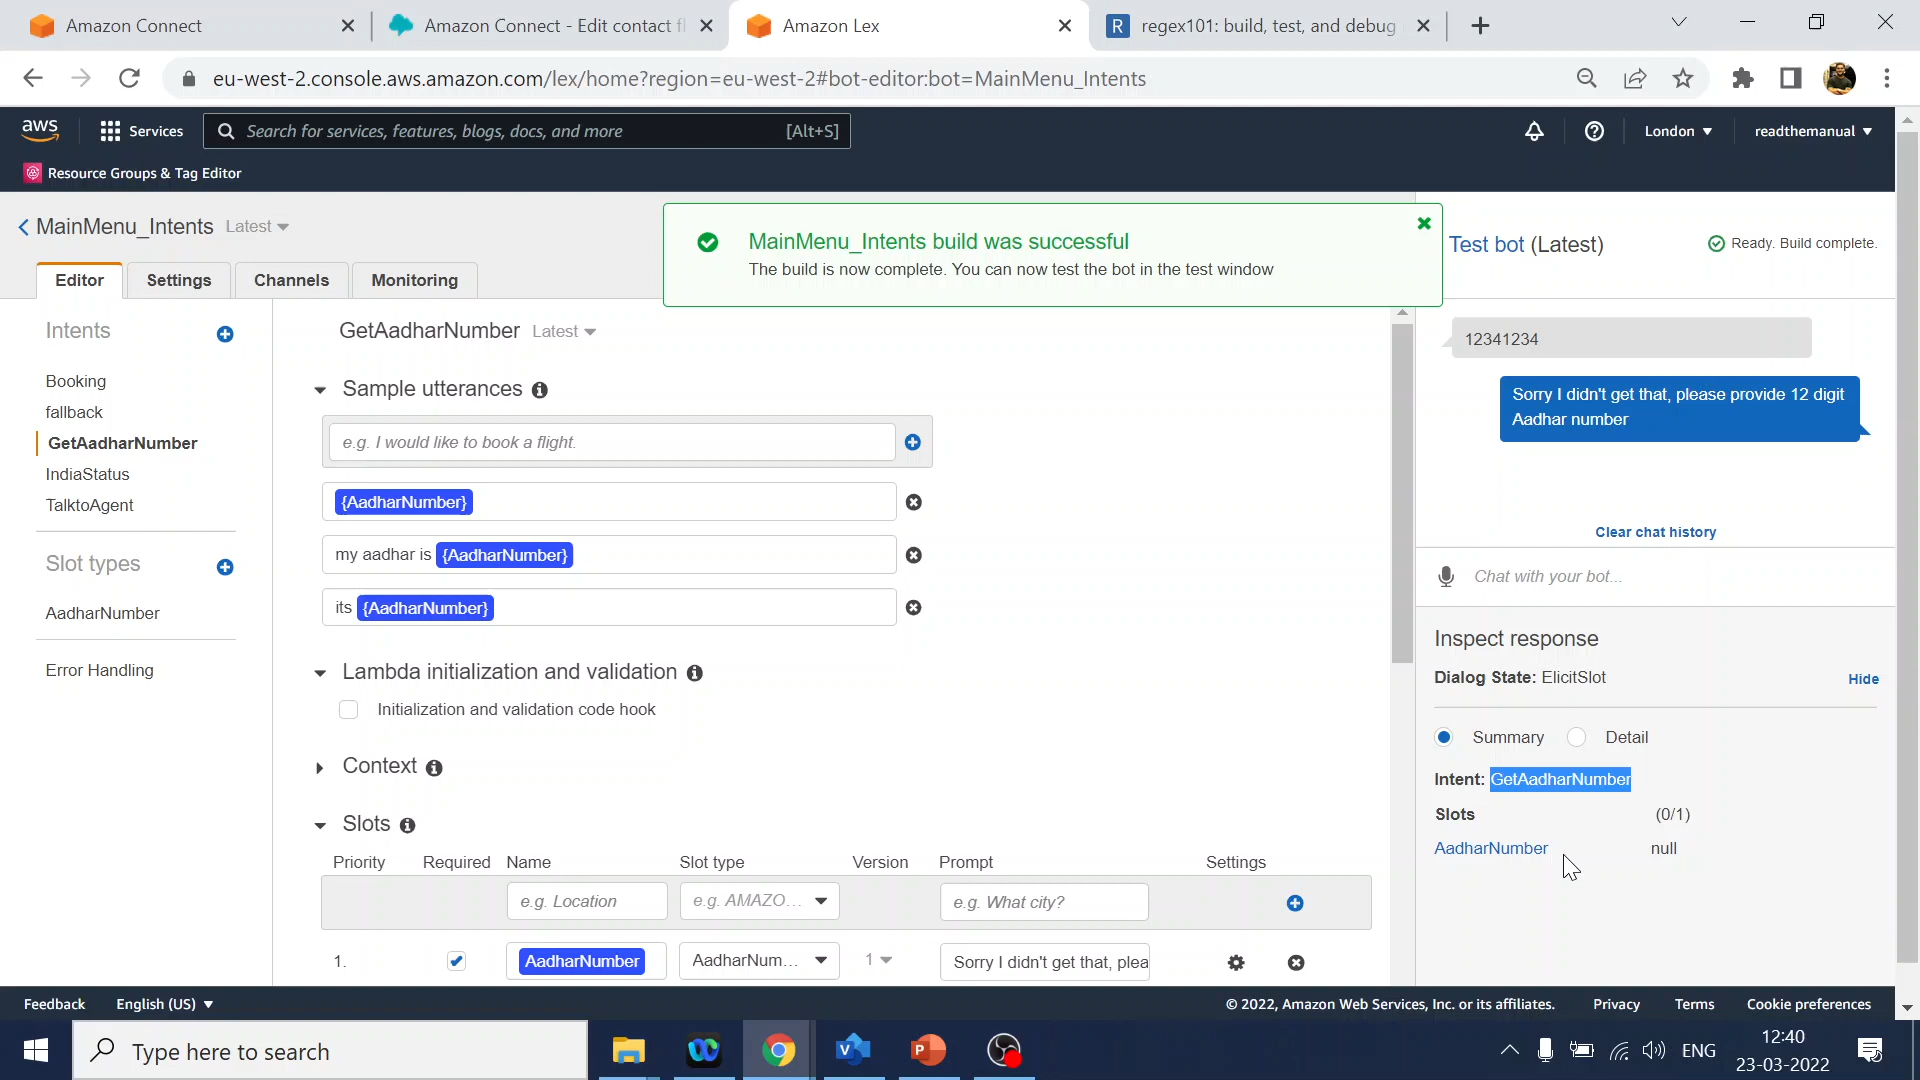 Amazon Connect
Amazon Connect - Edit contact fl
Amazon Lex
regex101: build, test, and debug
eu-west-2.console.aws.amazon.com/lex/home?region=eu-west-2#bot-editor:bot=MainMenu_Intents
aws
Services
Search for services, features, blogs, docs, and more
[Alt+S]
London
readthemanual
Resource Groups & Tag Editor
MainMenu_Intents Latest
MainMenu_Intents build was successful
The build is now complete. You can now test the bot in the test window
Test bot (Latest)
Ready. Build complete.
Editor
Settings
Channels
Monitoring
Intents
Booking
fallback
GetAadharNumber
IndiaStatus
TalktoAgent
Slot types
AadharNumber
Error Handling
GetAadharNumber Latest
Sample utterances
e.g. I would like to book a flight.
{AadharNumber}
my aadhar is {AadharNumber}
its {AadharNumber}
Lambda initialization and validation
Initialization and validation code hook
Context
Slots
Priority Required Name Slot type Version Prompt Settings
e.g. Location e.g. AMAZO... e.g. What city?
1. AadharNumber AadharNum... 1 Sorry I didn't get that, plea
12341234
Sorry I didn't get that, please provide 12 digit
Aadhar number
Clear chat history
Chat with your bot...
Inspect response
Dialog State: ElicitSlot
Hide
Summary Detail
Intent: GetAadharNumber
Slots (0/1)
AadharNumber null
Feedback English (US)
© 2022, Amazon Web Services, Inc. or its affiliates. Privacy Terms Cookie preferences
Type here to search
ENG
12:40
23-03-2022